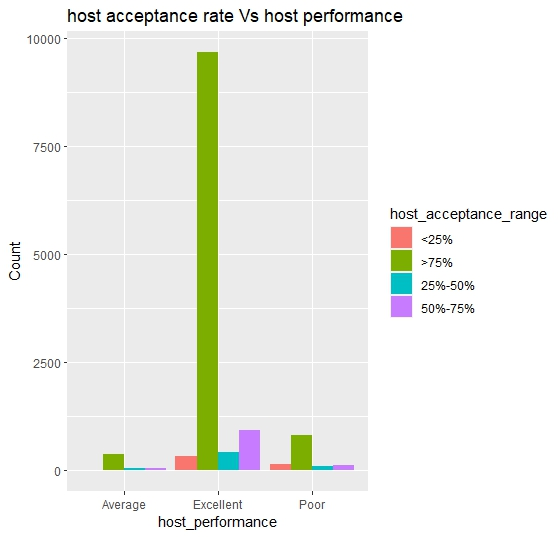 host acceptance rate Vs host performance
10000
7500
5000
2500
0
Count
Average Excellent Poor
host_performance
host_acceptance_range
<25%
>75%
25%-50%
50%-75%